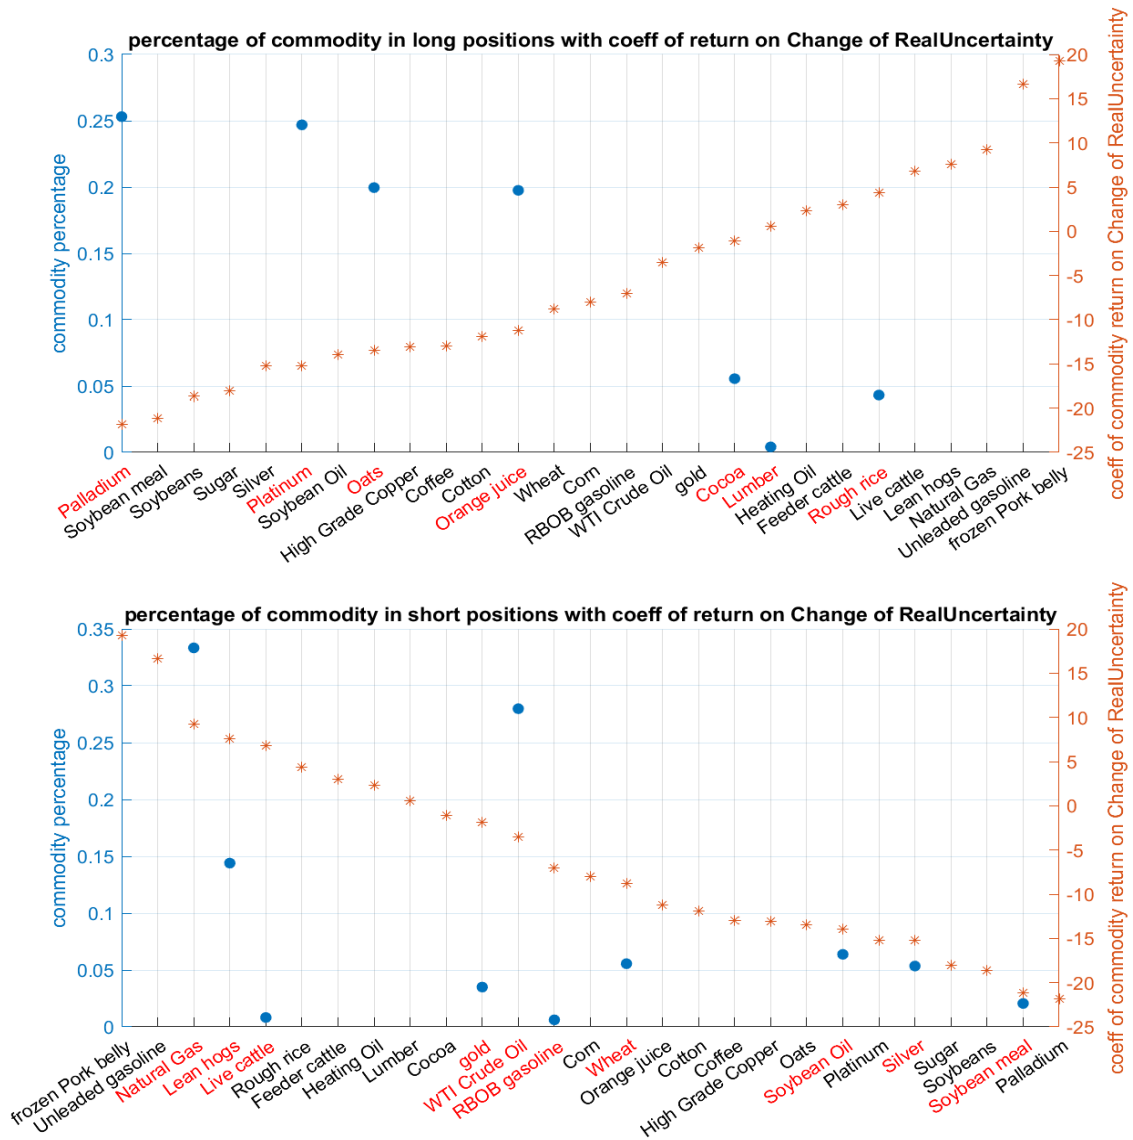 percentage of commodity in long positions with coeff of return on Change of RealUncertainty
commodity percentage
0.3
0.25
0.2
0.15
0.1
0.05
0
20
15
10
5
0
-5
-10
-15
-20
-25
coeff of commodity return on Change of RealUncertainty
Palladium
Soybean meal
Soybeans
Sugar
Silver
Platinum
Soybean Oil
Oats
High Grade Copper
Coffee
Cotton
Orange juice
Wheat
Corn
RBOB gasoline
WTI Crude Oil
gold
Cocoa
Lumber
Heating Oil
Feeder cattle
Rough rice
Live cattle
Lean hogs
Natural Gas
Unleaded gasoline
frozen Pork belly
percentage of commodity in short positions with coeff of return on Change of RealUncertainty
commodity percentage
0.35
0.3
0.25
0.2
0.15
0.1
0.05
0
20
15
10
5
0
-5
-10
-15
-20
-25
coeff of commodity return on Change of RealUncertainty
frozen Pork belly
Unleaded gasoline
Natural Gas
Lean hogs
Live cattle
Rough rice
Feeder cattle
Heating Oil
Lumber
Cocoa
gold
WTI Crude Oil
RBOB gasoline
Corn
Wheat
Orange juice
Cotton
Coffee
High Grade Copper
Oats
Soybean Oil
Platinum
Silver
Sugar
Soybeans
Soybean meal
Palladium